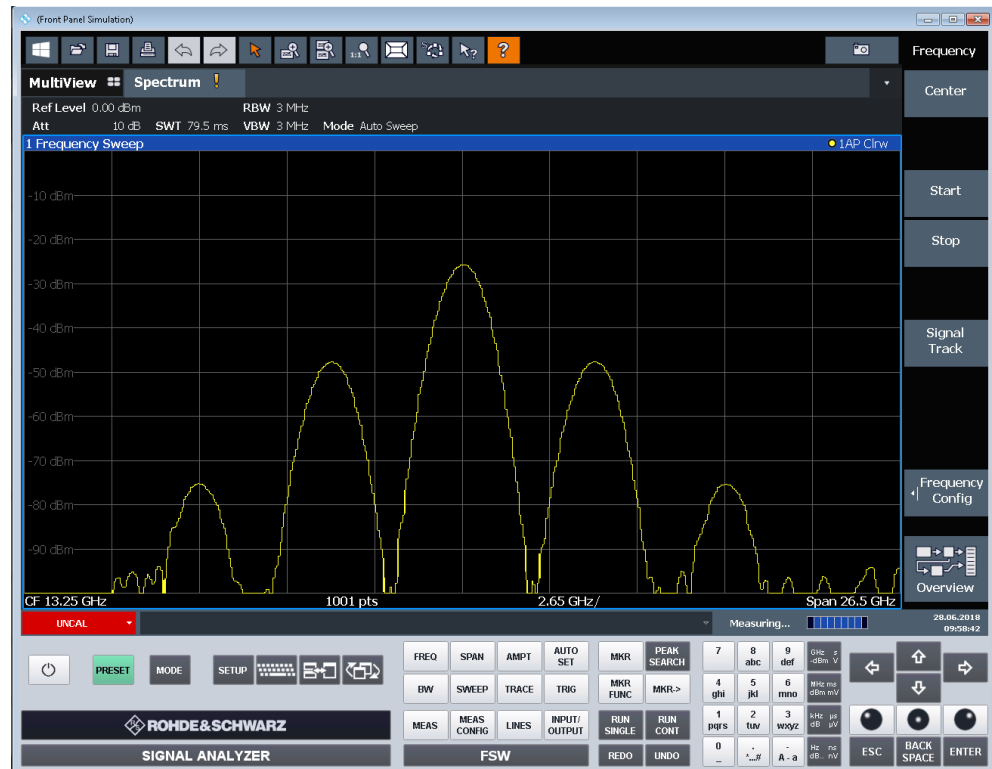 (Front Panel Simulation)
1:1
?
?
Frequency
MultiView Spectrum !
Center
Ref Level 0.00 dBm RBW 3 MHz
Att 10 dB SWT 79.5 ms VBW 3 MHz Mode Auto Sweep
1 Frequency Sweep 1AP Clrw
-10 dBm
Start
-20 dBm
Stop
-30 dBm
-40 dBm
Signal
Track
-50 dBm
-60 dBm
-70 dBm
-80 dBm
Frequency
Config
-90 dBm
Overview
CF 13.25 GHz 1001 pts 2.65 GHz/ Span 26.5 GHz
UNCAL Measuring... 28.06.2018
09:58:42
PRESET MODE SETUP
FREQ SPAN AMPT AUTO SET MKR PEAK SEARCH
BW SWEEP TRACE TRIG MKR FUNC MKR->
MEAS MEAS CONFIG LINES INPUT/OUTPUT RUN SINGLE RUN CONT
7 8 abc 9 def GHz s -dBm V
4 ghi 5 jkl 6 mno MHz ms dBm mV
1 pqrs 2 tuv 3 wxyz kHz µs dB µV
0 _ . *...# - A - a Hz ns dB.. nV
ROHDE&SCHWARZ
SIGNAL ANALYZER FSW REDO UNDO
ESC BACK SPACE ENTER